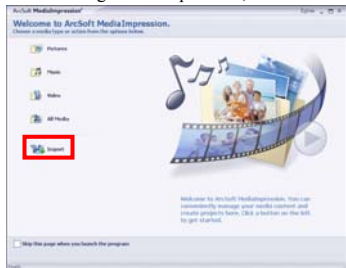 ArcSoft MediaImpression
Welcome to ArcSoft MediaImpression.
Choose a media type or action from the options below.
Pictures
Music
Video
All Media
Import
Welcome to ArcSoft MediaImpression. You can
conveniently manage your media content and
create projects here. Click a button on the left
to get started.
Skip this page when you launch the program